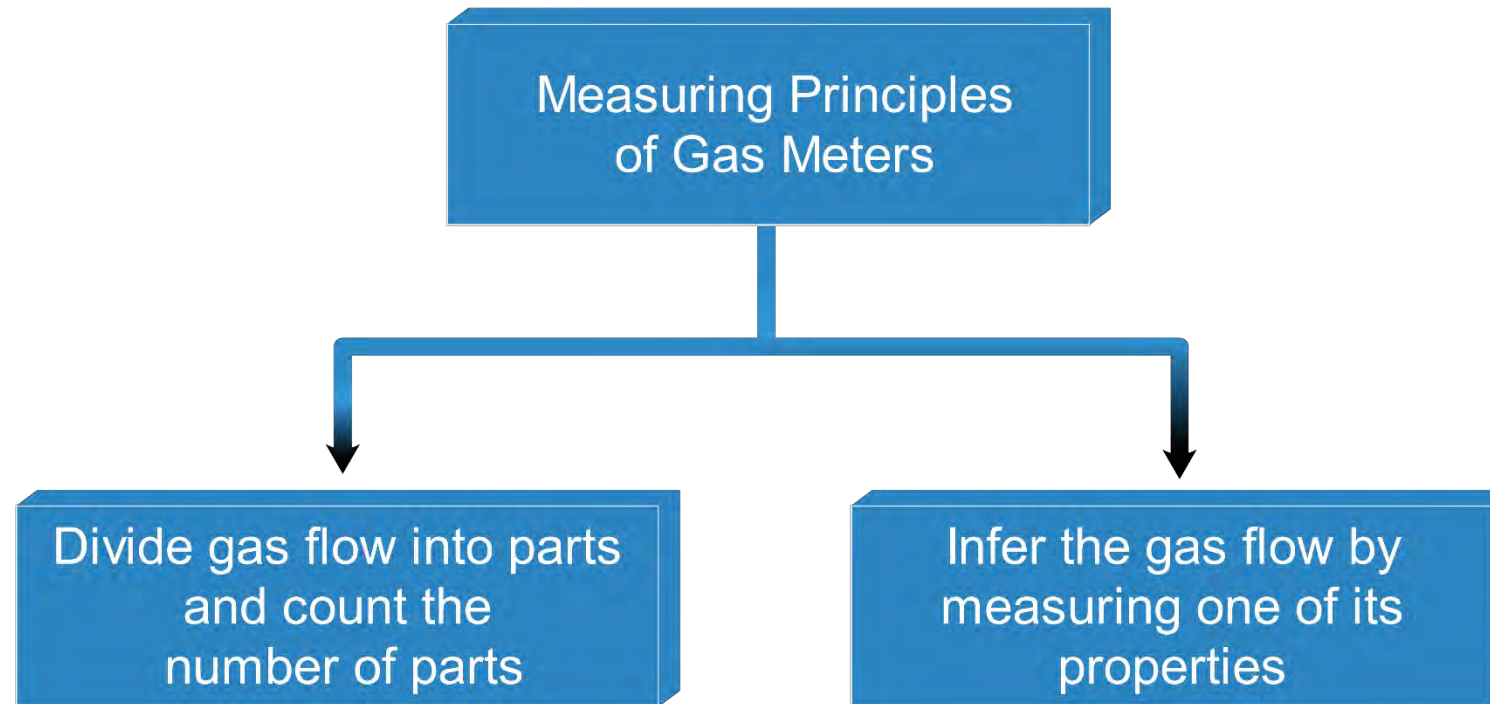 Measuring Principles
of Gas Meters
Divide gas flow into parts
and count the
number of parts
Infer the gas flow by
measuring one of its
properties